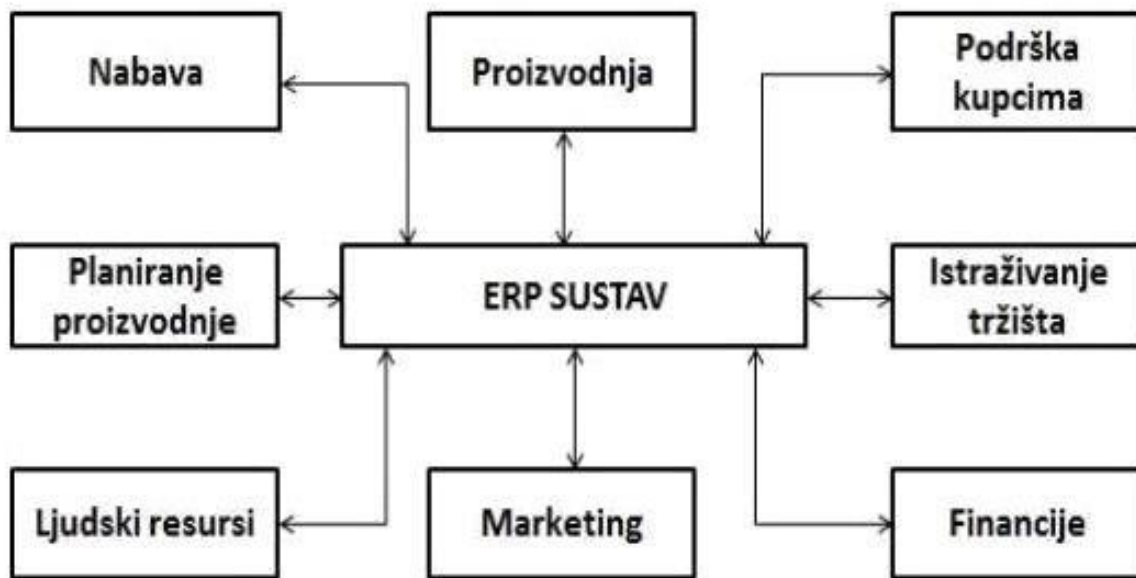 Nabava
Proizvodnja
Podrška
kupcima
Planiranje
proizvodnje
ERP SUSTAV
Istraživanje
tržišta
Ljudski resursi
Marketing
Financije